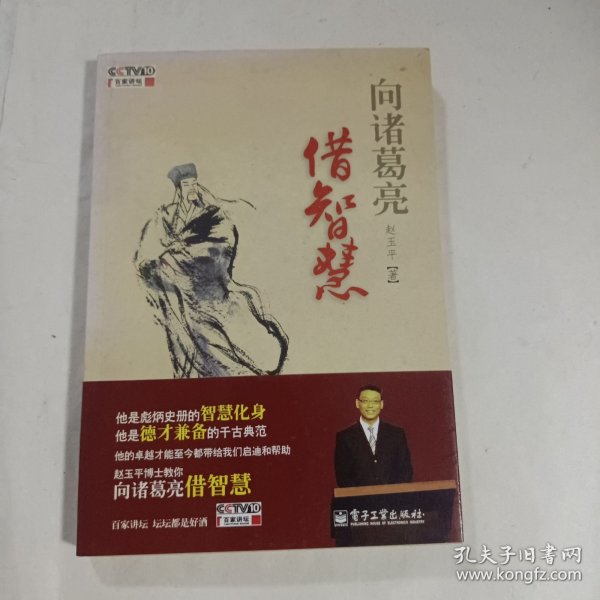 CCTV10
百家讲坛
向诸葛亮
借智慧
赵玉平【著】
他是彪炳史册的智慧化身
他是德才兼备的千古典范
他的卓越才能至今都带给我们启迪和帮助
赵玉平博士教你
向诸葛亮借智慧
百家讲坛 坛坛都是好酒
CCTV10
百家讲坛
电子工业出版社
PUBLISHING HOUSE OF ELECTRONICS INDUSTRY
孔夫子旧书网
www.kongfz.com